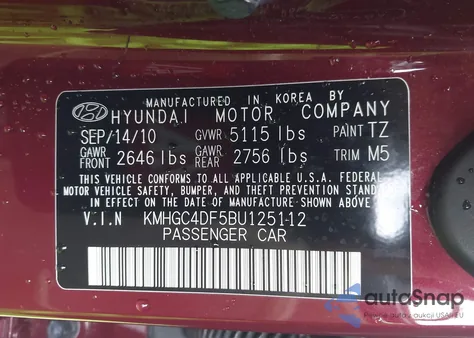 MANUFACTURED IN KOREA BY
HYUNDAI MOTOR COMPANY
SEP/14/10 GVWR 5115 lbs PAINT TZ
GAWR FRONT 2646 lbs GAWR REAR 2756 lbs TRIM M5
THIS VEHICLE CONFORMS TO ALL APPLICABLE U.S.A. FEDERAL
MOTOR VEHICLE SAFETY, BUMPER, AND THEFT PREVENTION
STANDARDS IN EFFECT ON THE DATE OF MANUFACTURE SHOWN ABOVE.
V.I.N KMHGC4DF5BU125112
PASSENGER CAR
autoSnap